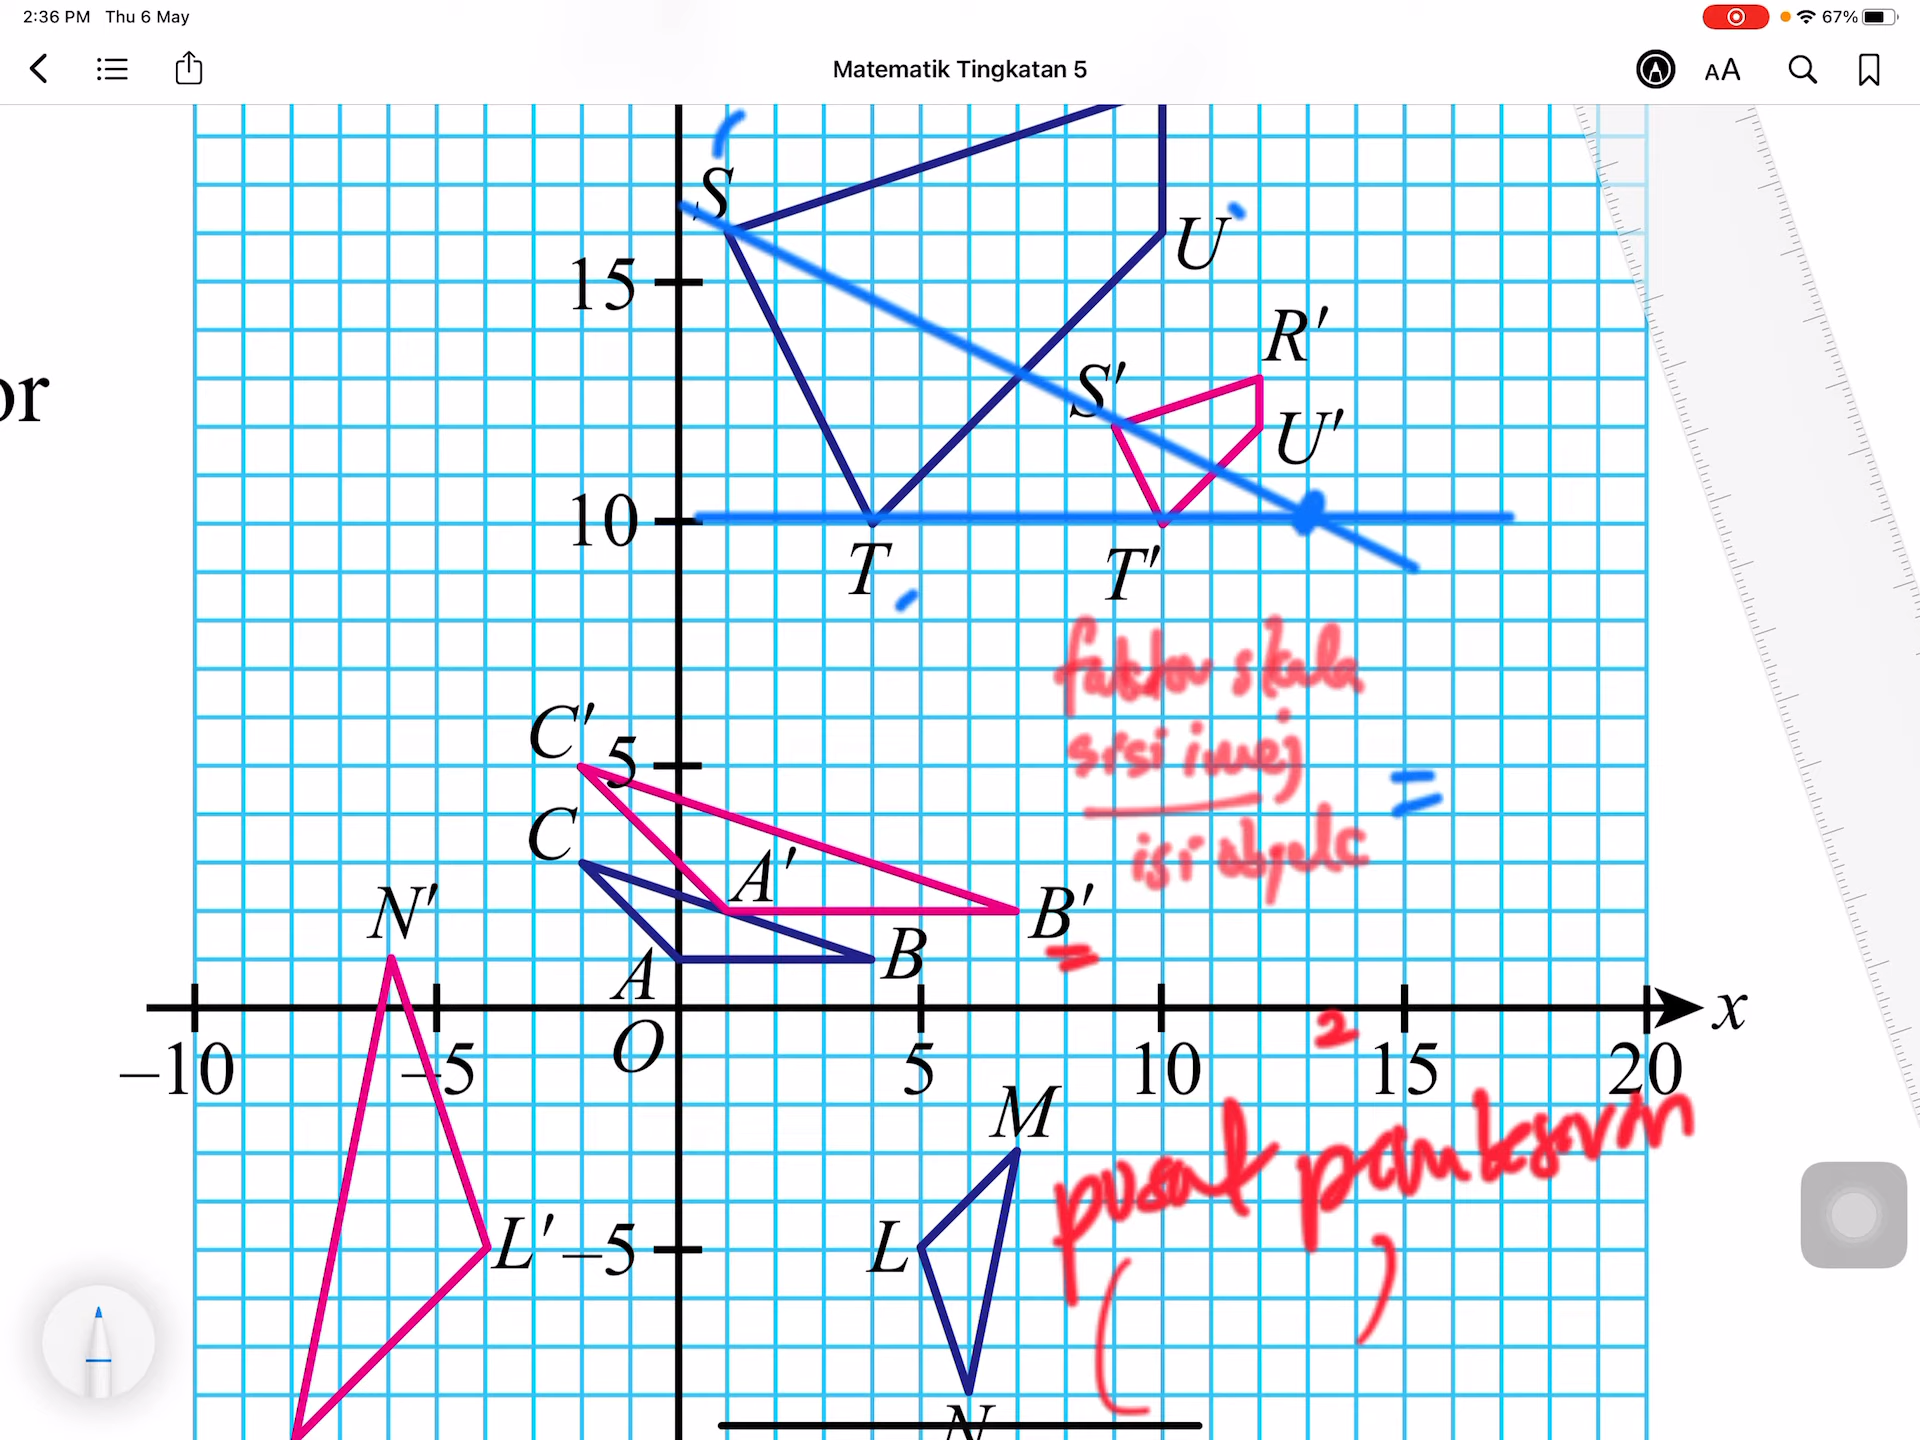 2:36 PM Thu 6 May
67%
Matematik Tingkatan 5
AA
S
15
U
or
R'
S'
U'
10
T
T'
faktor skala
C'
5
sisi imej
=
C
isi objek
A'
N'
B'
A
B
x
O
2
–10
–5
5
10
15
20
M
pusat
L'
–5
L
N